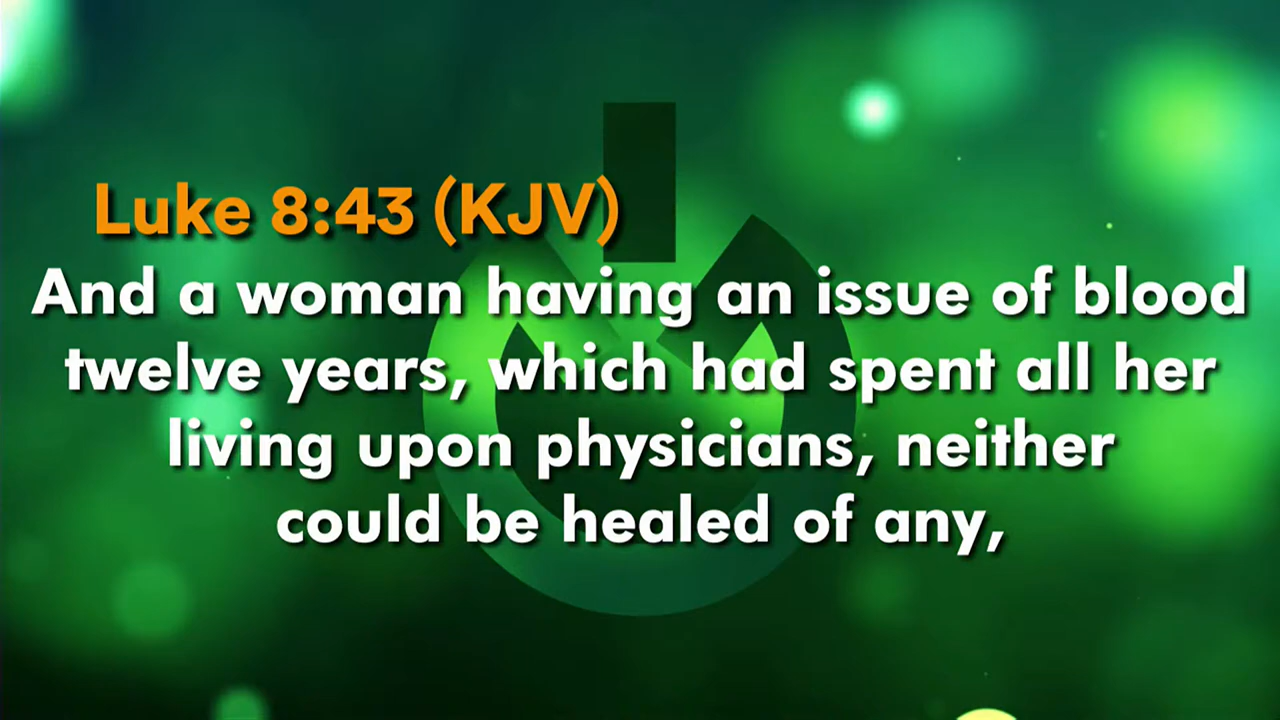 Luke 8:43 (KJV)
And a woman having an issue of blood
twelve years, which had spent all her
living upon physicians, neither
could be healed of any,